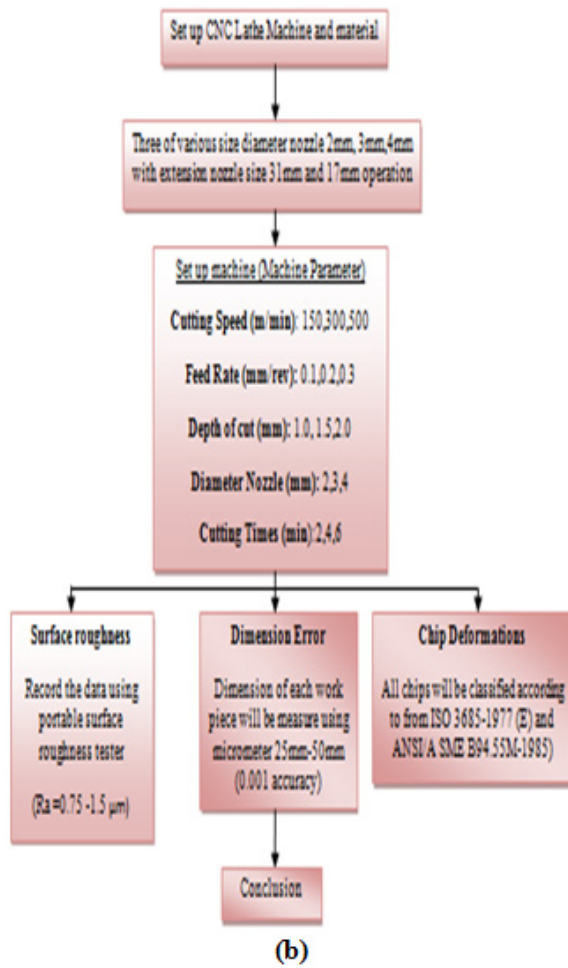 Set up CNC Lathe Machine and material
Three of various size diameter nozzle 2mm, 3mm,4mm
with extension nozzle size 31mm and 17mm operation
Set up machine (Machine Parameter)
Cutting Speed (m/min): 150,300,500
Feed Rate (mm/rev): 0.1,0.2,0.3
Depth of cut (mm): 1.0, 1.5,2.0
Diameter Nozzle (mm): 2,3,4
Cutting Times (min):2,4,6
Surface roughness
Record the data using
portable surface
roughness tester
(Ra =0.75 -1.5 µm)
Dimension Error
Dimension of each work
piece will be measure using
micrometer 25mm-50mm
(0.001 accuracy)
Chip Deformations
All chips will be classified according
to from ISO 3685-1977 (E) and
ANSI/A SME B94.55M-1985)
Conclusion
(b)